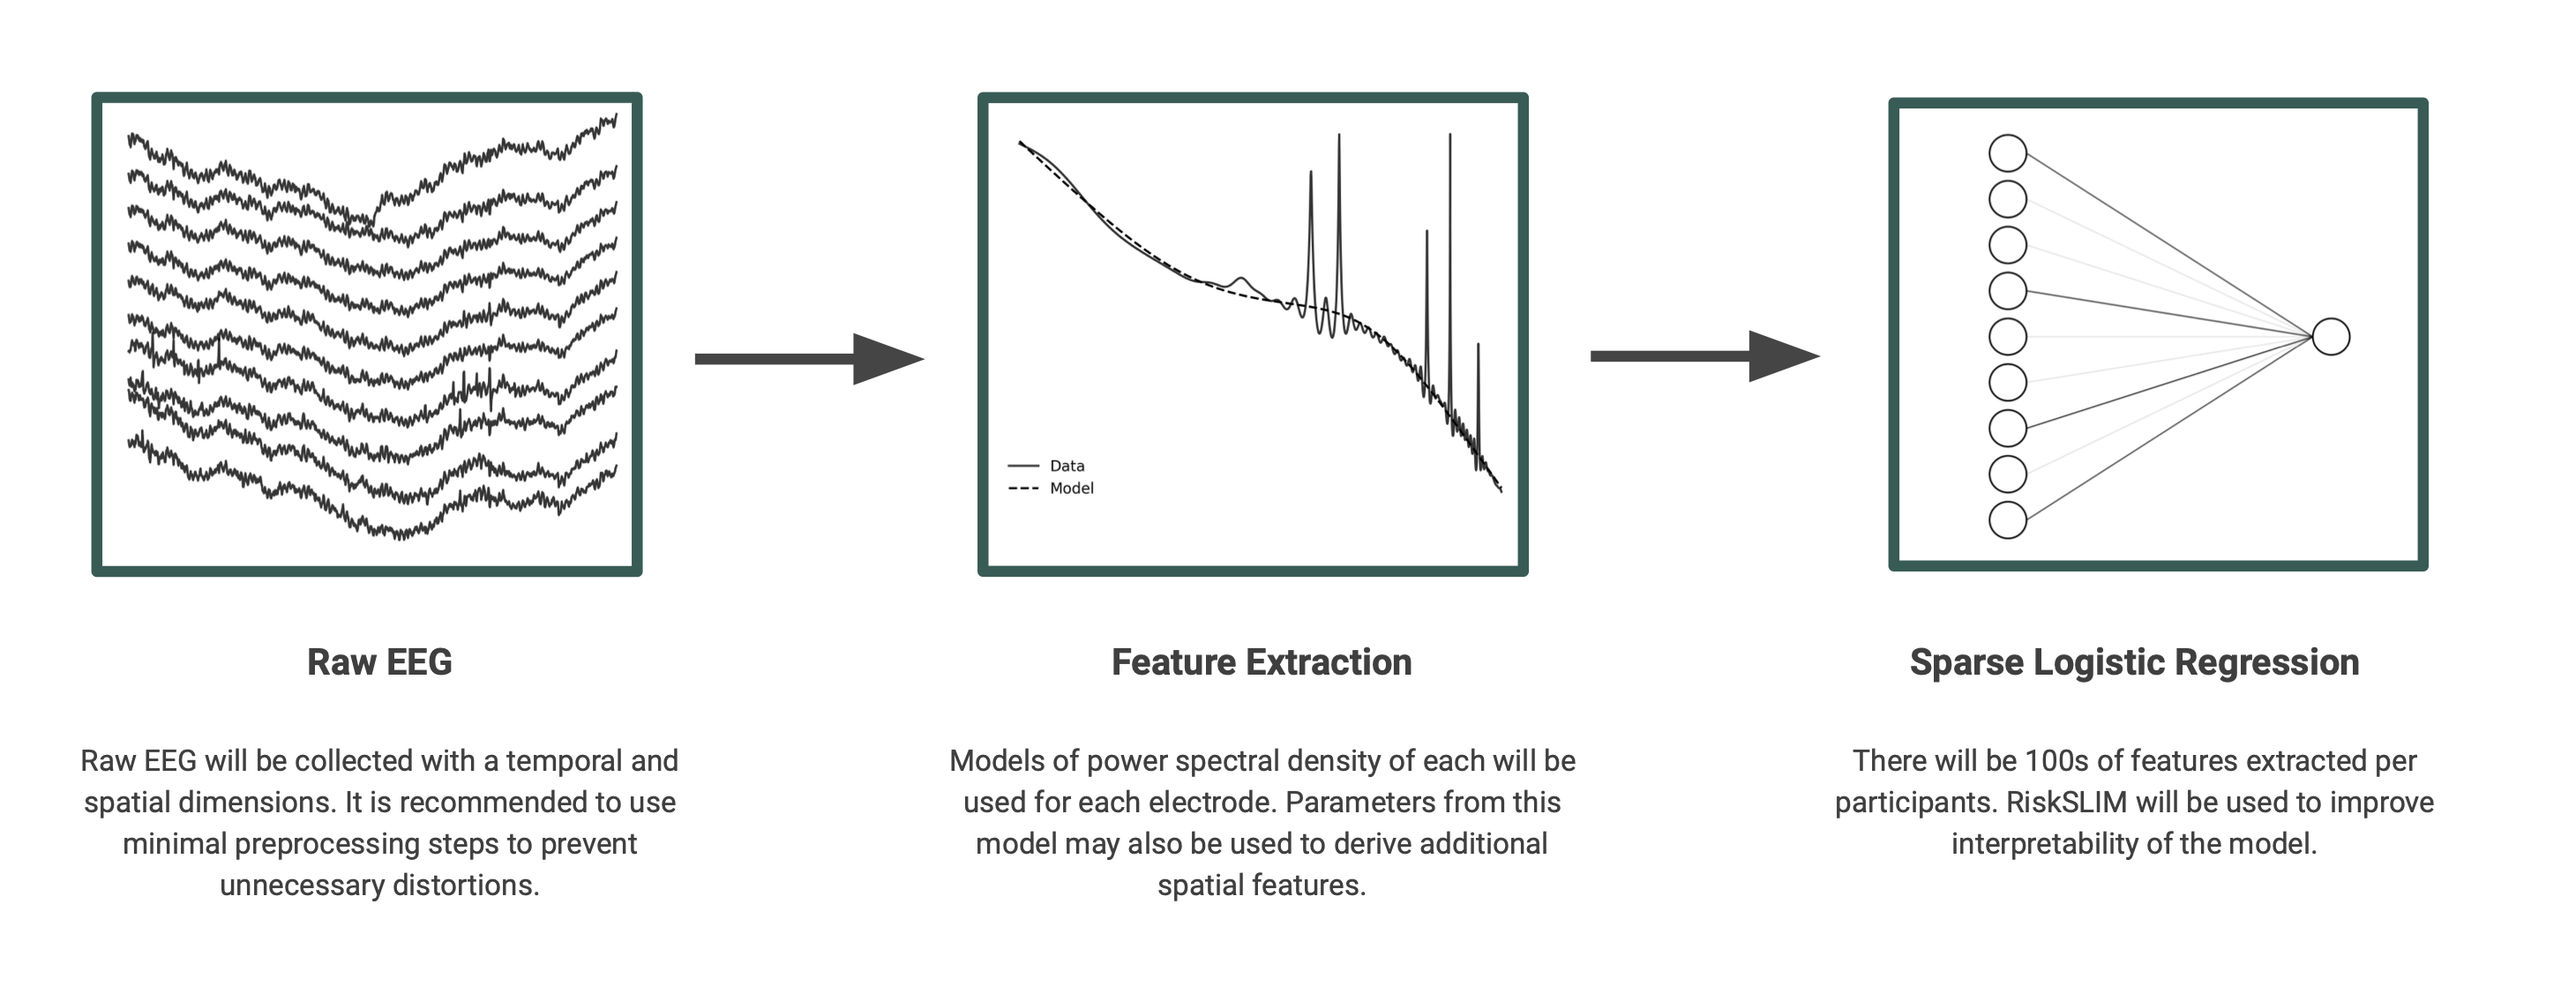 Data
Model
Raw EEG
Raw EEG will be collected with a temporal and
spatial dimensions. It is recommended to use
minimal preprocessing steps to prevent
unnecessary distortions.
Feature Extraction
Models of power spectral density of each will be
used for each electrode. Parameters from this
model may also be used to derive additional
spatial features.
Sparse Logistic Regression
There will be 100s of features extracted per
participants. RiskSLIM will be used to improve
interpretability of the model.